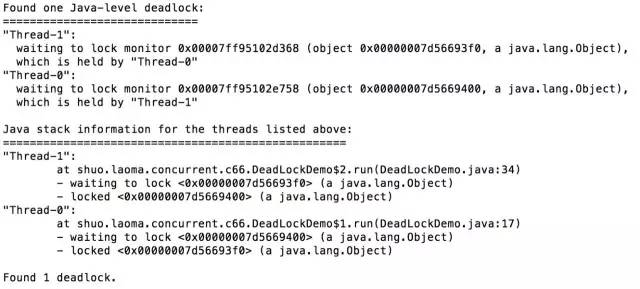 Found one Java-level deadlock:
=============================
"Thread-1":
  waiting to lock monitor 0x00007ff95102d368 (object 0x00000007d56693f0, a java.lang.Object),
  which is held by "Thread-0"
"Thread-0":
  waiting to lock monitor 0x00007ff95102e758 (object 0x00000007d5669400, a java.lang.Object),
  which is held by "Thread-1"
Java stack information for the threads listed above:
===================================================
"Thread-1":
        at shuo.laoma.concurrent.c66.DeadLockDemo$2.run(DeadLockDemo.java:34)
        - waiting to lock <0x00000007d56693f0> (a java.lang.Object)
        - locked <0x00000007d5669400> (a java.lang.Object)
"Thread-0":
        at shuo.laoma.concurrent.c66.DeadLockDemo$1.run(DeadLockDemo.java:17)
        - waiting to lock <0x00000007d5669400> (a java.lang.Object)
        - locked <0x00000007d56693f0> (a java.lang.Object)
Found 1 deadlock.